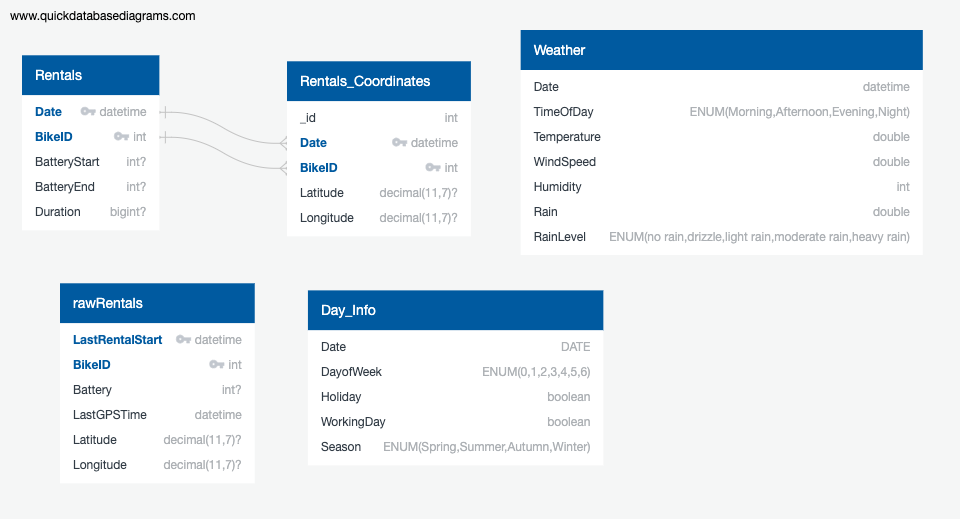 www.quickdatabasediagrams.com
Rentals
Date datetime
BikeID int
BatteryStart int?
BatteryEnd int?
Duration bigint?
Rentals_Coordinates
_id int
Date datetime
BikeID int
Latitude decimal(11,7)?
Longitude decimal(11,7)?
Weather
Date datetime
TimeOfDay ENUM(Morning,Afternoon,Evening,Night)
Temperature double
WindSpeed double
Humidity int
Rain double
RainLevel ENUM(no rain,drizzle,light rain,moderate rain,heavy rain)
rawRentals
LastRentalStart datetime
BikeID int
Battery int?
LastGPSTime datetime
Latitude decimal(11,7)?
Longitude decimal(11,7)?
Day_Info
Date DATE
DayofWeek ENUM(0,1,2,3,4,5,6)
Holiday boolean
WorkingDay boolean
Season ENUM(Spring,Summer,Autumn,Winter)